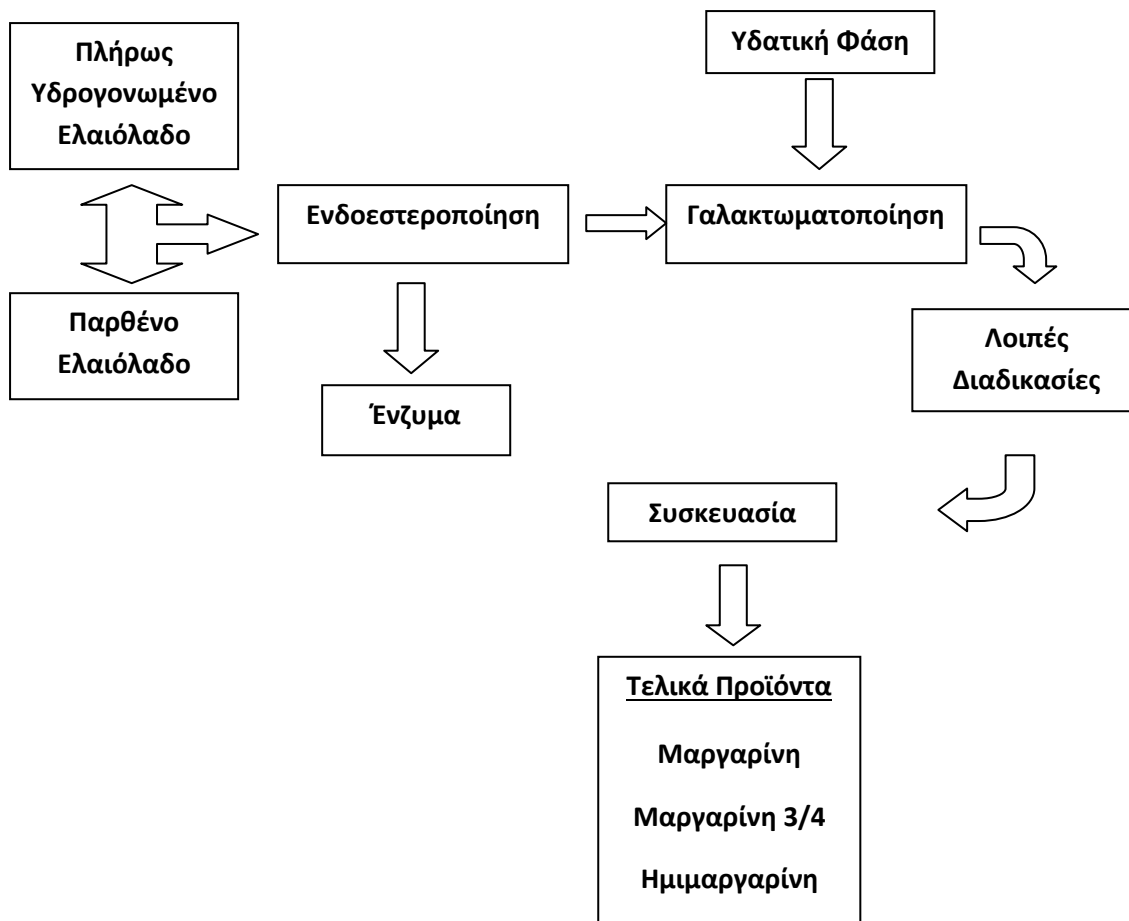 Πλήρως
Υδρογονωμένο
Ελαιόλαδο
Υδατική Φάση
Ενδοεστεροποίηση
Γαλακτωματοποίηση
Παρθένο
Ελαιόλαδο
Λοιπές
Διαδικασίες
Ένζυμα
Συσκευασία
Τελικά Προϊόντα
Μαργαρίνη
Μαργαρίνη 3/4
Ημιμαργαρίνη